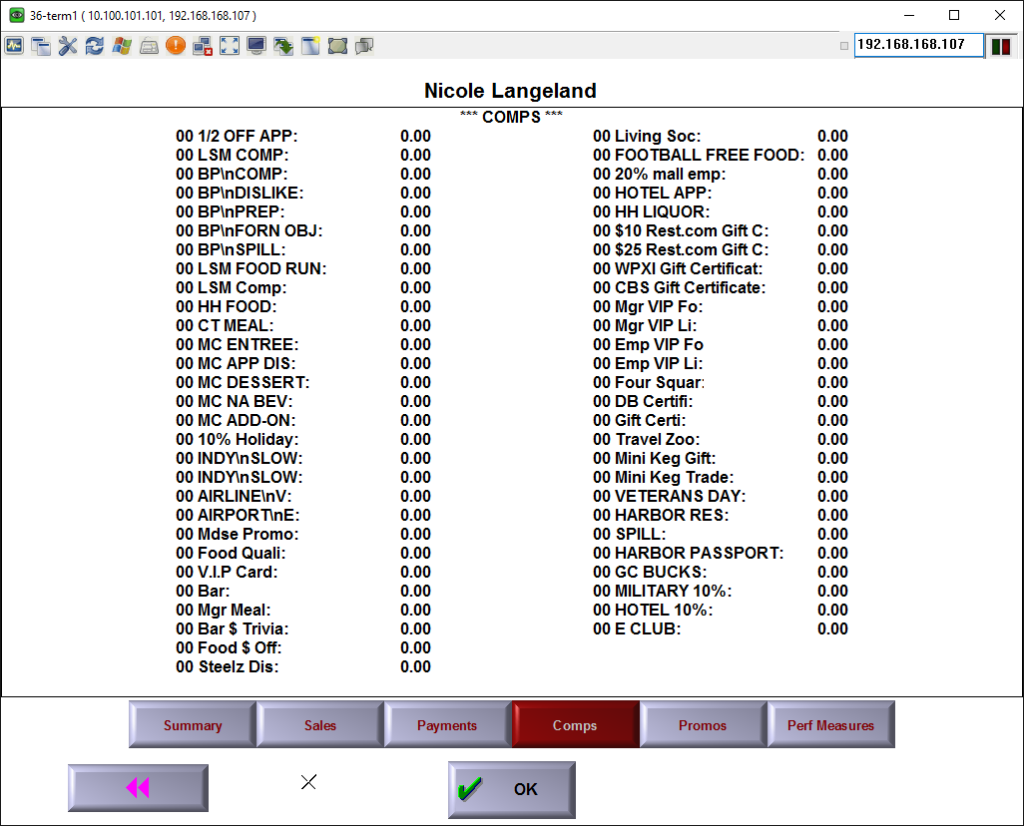 36-term1 ( 10.100.101.101, 192.168.168.107 )
192.168.168.107
Nicole Langeland
*** COMPS ***
00 1/2 OFF APP: 0.00
00 LSM COMP: 0.00
00 BP\nCOMP: 0.00
00 BP\nDISLIKE: 0.00
00 BP\nPREP: 0.00
00 BP\nFORN OBJ: 0.00
00 BP\nSPILL: 0.00
00 LSM FOOD RUN: 0.00
00 LSM Comp: 0.00
00 HH FOOD: 0.00
00 CT MEAL: 0.00
00 MC ENTREE: 0.00
00 MC APP DIS: 0.00
00 MC DESSERT: 0.00
00 MC NA BEV: 0.00
00 MC ADD-ON: 0.00
00 10% Holiday: 0.00
00 INDY\nSLOW: 0.00
00 INDY\nSLOW: 0.00
00 AIRLINE\nV: 0.00
00 AIRPORT\nE: 0.00
00 Mdse Promo: 0.00
00 Food Quali: 0.00
00 V.I.P Card: 0.00
00 Bar: 0.00
00 Mgr Meal: 0.00
00 Bar $ Trivia: 0.00
00 Food $ Off: 0.00
00 Steelz Dis: 0.00
00 Living Soc: 0.00
00 FOOTBALL FREE FOOD: 0.00
00 20% mall emp: 0.00
00 HOTEL APP: 0.00
00 HH LIQUOR: 0.00
00 $10 Rest.com Gift C: 0.00
00 $25 Rest.com Gift C: 0.00
00 WPXI Gift Certificat: 0.00
00 CBS Gift Certificate: 0.00
00 Mgr VIP Fo: 0.00
00 Mgr VIP Li: 0.00
00 Emp VIP Fo 0.00
00 Emp VIP Li: 0.00
00 Four Squar: 0.00
00 DB Certifi: 0.00
00 Gift Certi: 0.00
00 Travel Zoo: 0.00
00 Mini Keg Gift: 0.00
00 Mini Keg Trade: 0.00
00 VETERANS DAY: 0.00
00 HARBOR RES: 0.00
00 SPILL: 0.00
00 HARBOR PASSPORT: 0.00
00 GC BUCKS: 0.00
00 MILITARY 10%: 0.00
00 HOTEL 10%: 0.00
00 E CLUB: 0.00
Summary Sales Payments Comps Promos Perf Measures
OK